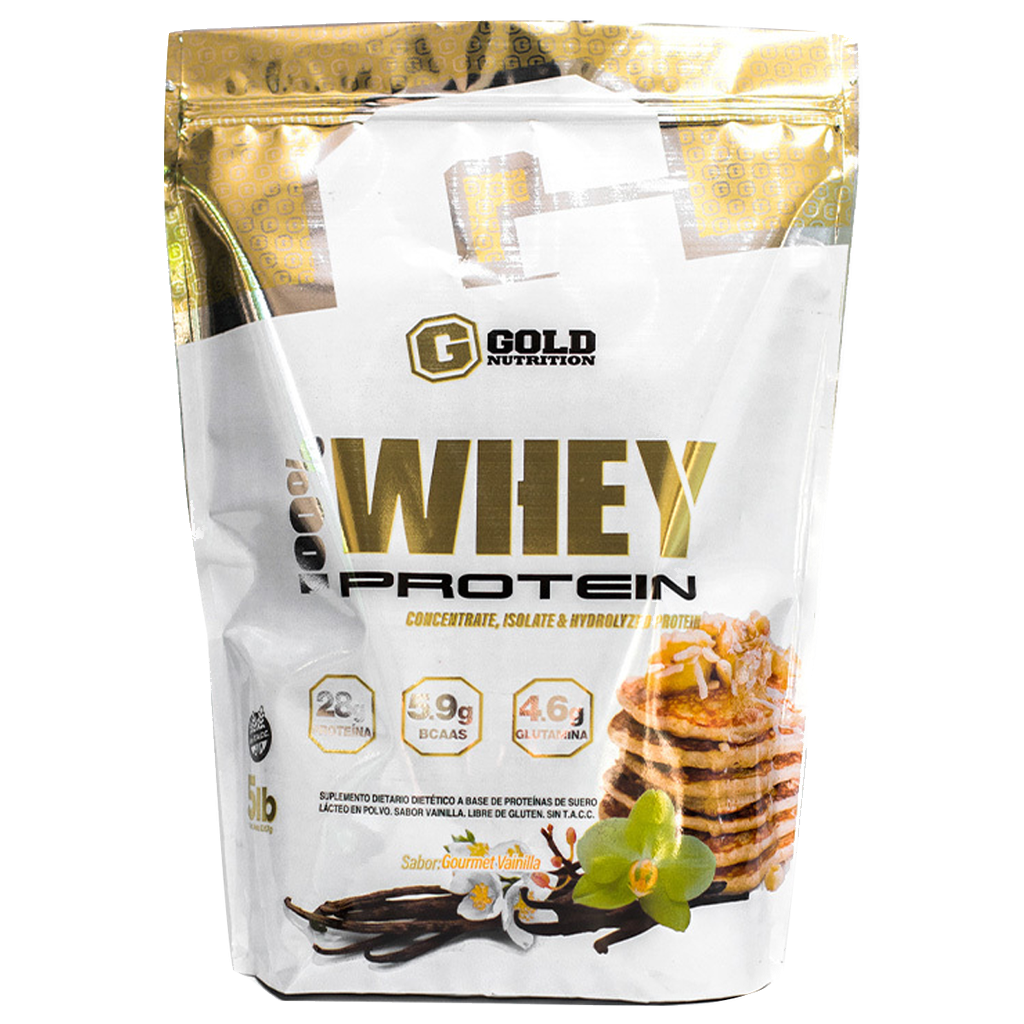 G GOLD
NUTRITION
100%
WHEY
PROTEIN
CONCENTRATE, ISOLATE & HYDROLYZED PROTEIN
28g
PROTEÍNA
5.9g
BCAAS
4.6g
GLUTAMINA
5lb
SUPLEMENTO DIETARIO DIETÉTICO A BASE DE PROTEÍNAS DE SUERO
LÁCTEO EN POLVO. SABOR VAINILLA. LIBRE DE GLUTEN. SIN T.A.C.C.
Sabor: Gourmet Vainilla